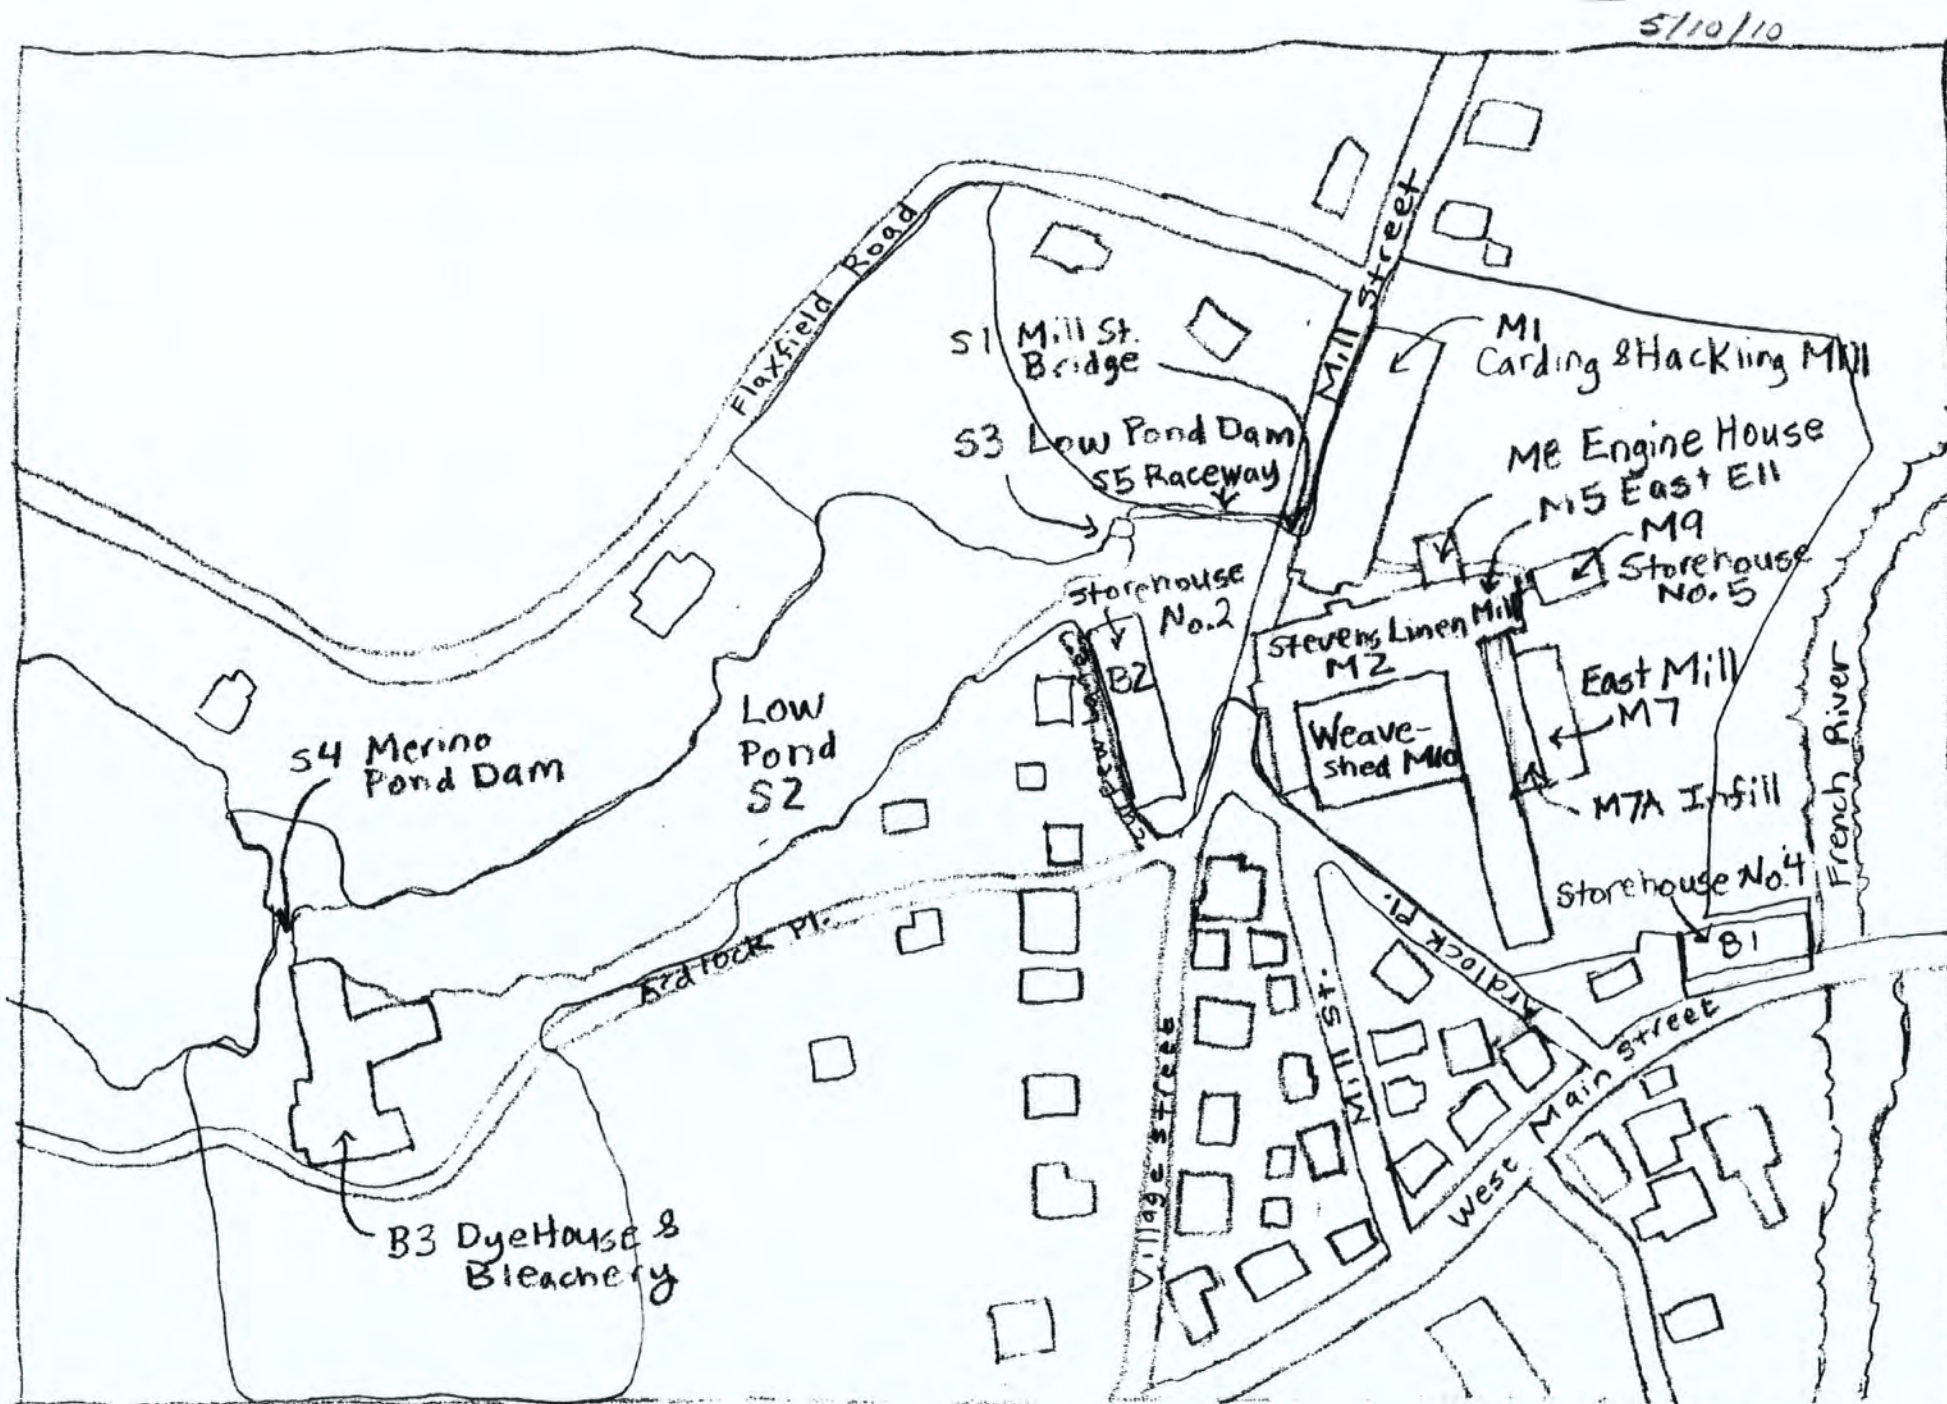 5/10/10
Flaxfield Road
Mill Street
S1 Mill St.
Bridge
M1
Carding & Hackling Mill
S3 Low Pond Dam
S5 Raceway
M8 Engine House
M5 East Ell
M9
Storehouse
No. 5
Storehouse
No. 2
B2
Stevens Linen Mill
M2
Weave-
shed M10
East Mill
M7
M7A Infill
French River
S4 Merino
Pond Dam
Low
Pond
S2
Storehouse No. 4
B1
Ardlock Pl.
Ardlock Pl.
Mill St.
Village Street
West Main Street
B3 DyeHouse &
Bleachery